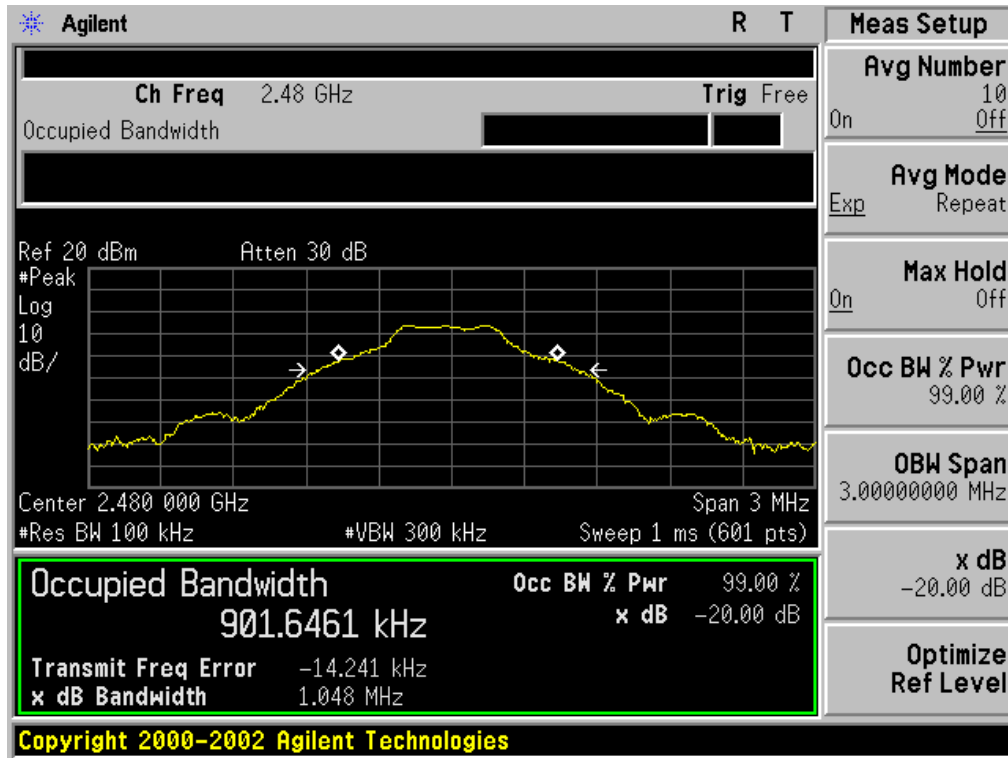 Agilent R T
Meas Setup
Ch Freq 2.48 GHz Trig Free
Occupied Bandwidth
Ref 20 dBm Atten 30 dB
#Peak
Log
10
dB/
Center 2.480 000 GHz Span 3 MHz
#Res BW 100 kHz #VBW 300 kHz Sweep 1 ms (601 pts)
Occupied Bandwidth Occ BW % Pwr 99.00 %
901.6461 kHz x dB -20.00 dB
Transmit Freq Error -14.241 kHz
x dB Bandwidth 1.048 MHz
Avg Number
10
On Off
Avg Mode
Exp Repeat
Max Hold
On Off
Occ BW % Pwr
99.00 %
OBW Span
3.00000000 MHz
x dB
-20.00 dB
Optimize
Ref Level
Copyright 2000-2002 Agilent Technologies